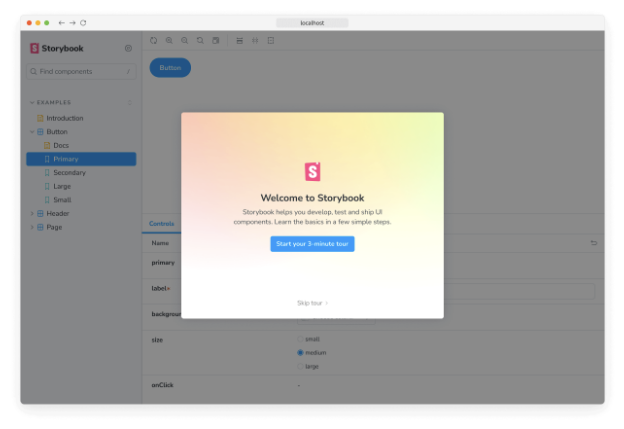 localhost
Storybook
Find components
/
EXAMPLES
Introduction
Button
Docs
Primary
Secondary
Large
Small
Header
Page
Button
S
Welcome to Storybook
Storybook helps you develop, test and ship UI
components. Learn the basics in a few simple steps.
Start your 3-minute tour
Skip tour
Controls
Name
primary
label*
backgroun
size
small
medium
large
onClick
-